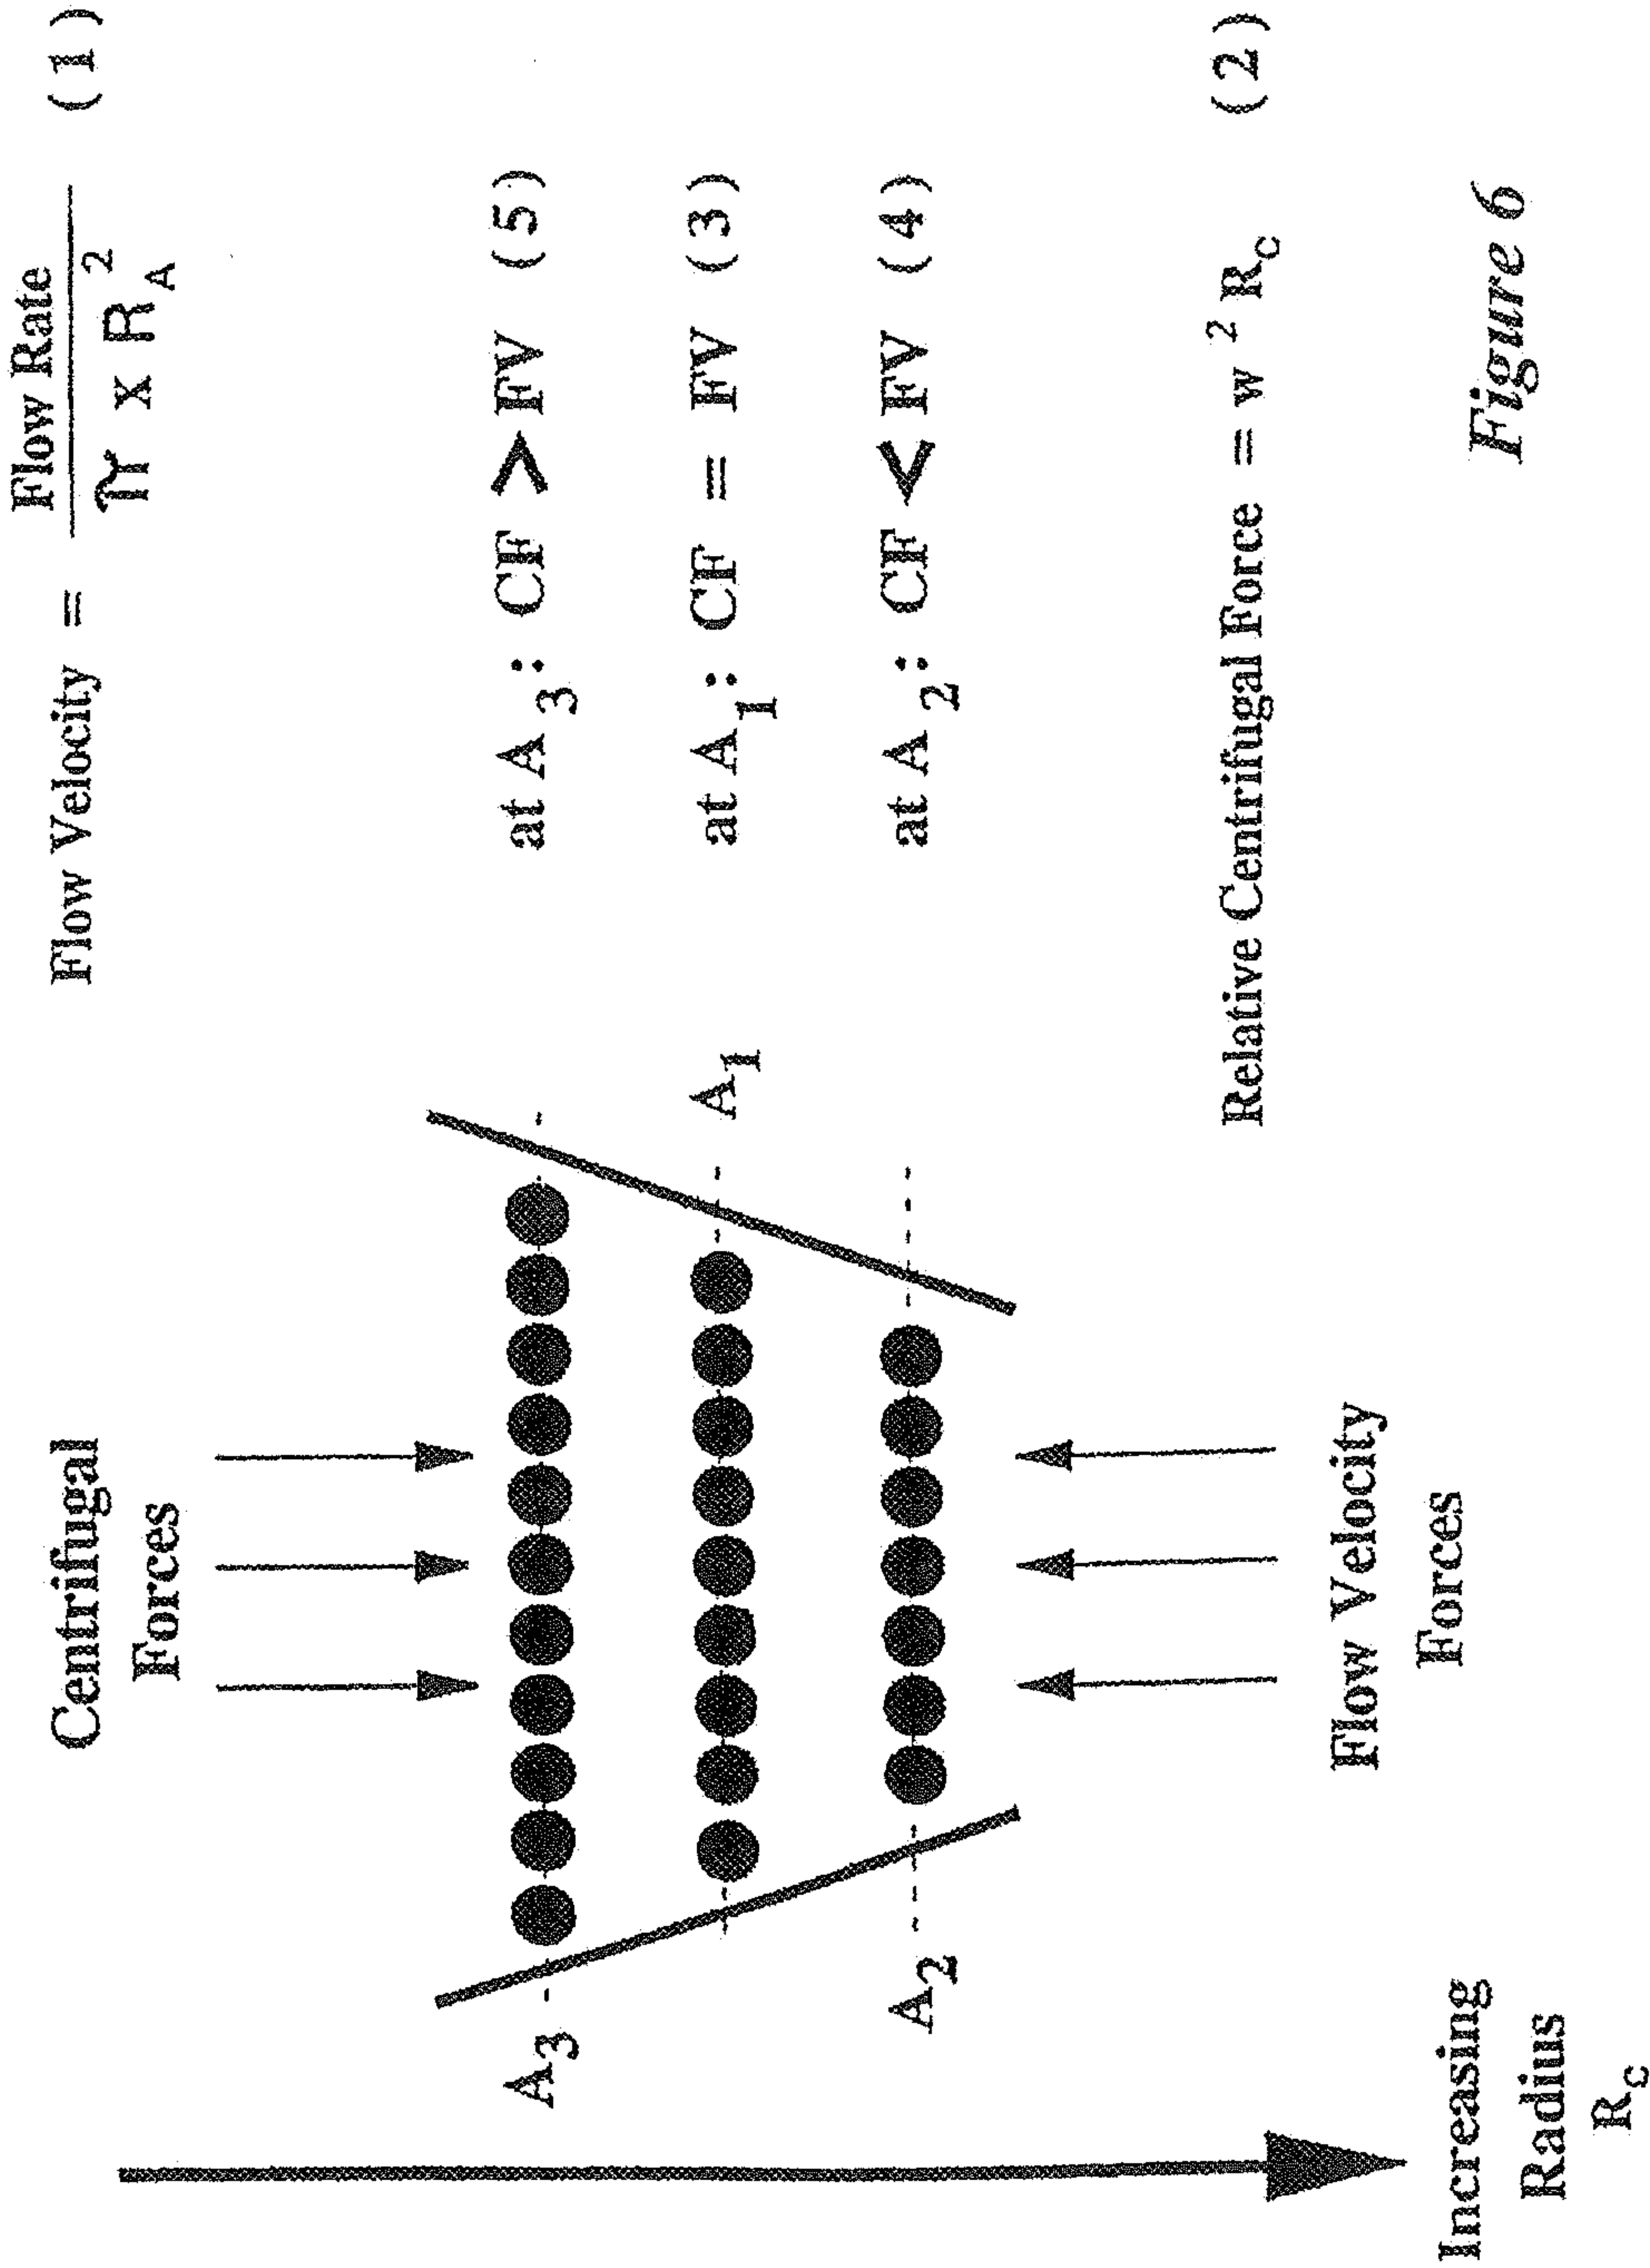 Centrifugal
Forces
Flow Velocity = Flow Rate (1)
π x R_A^2
A3
at A3: CF > FV (5)
A1
at A1: CF = FV (3)
A2
at A2: CF < FV (4)
Relative Centrifugal Force = w^2 R_C (2)
Flow Velocity
Forces
Increasing
Radius
R_C
Figure 6